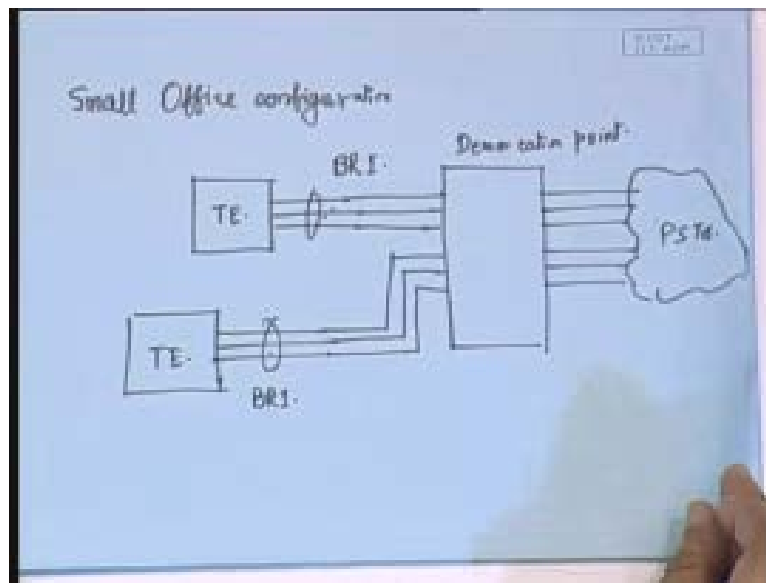 Small Office configuration
BRI.
Demarcation point.
TE.
PSTN.
TE.
BRI.